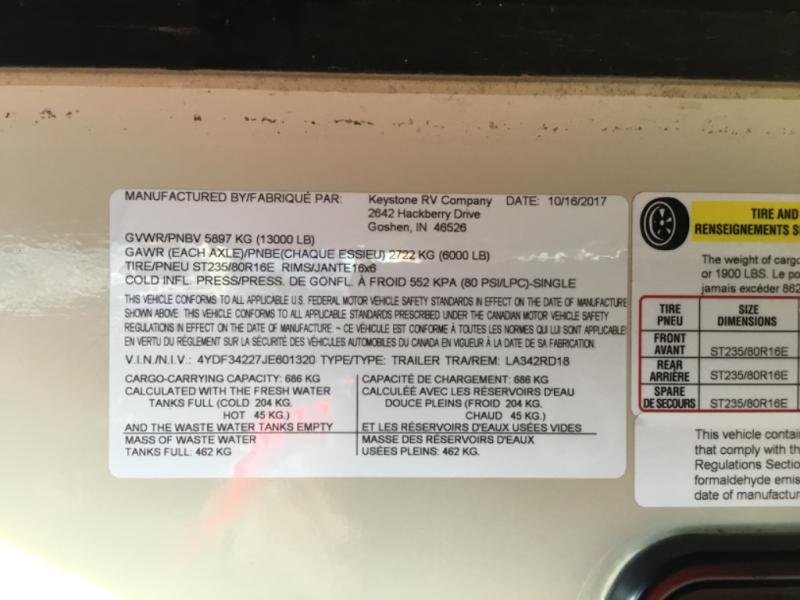 MANUFACTURED BY/FABRIQUÉ PAR: Keystone RV Company DATE: 10/16/2017
2642 Hackberry Drive
Goshen, IN 46526
GVWR/PNBV 5897 KG (13000 LB)
GAWR (EACH AXLE)/PNBE(CHAQUE ESSIEU) 2722 KG (6000 LB)
TIRE/PNEU ST235/80R16E RIMS/JANTE16x6
COLD INFL. PRESS/PRESS. DE GONFL. À FROID 552 KPA (80 PSI/LPC)-SINGLE
THIS VEHICLE CONFORMS TO ALL APPLICABLE U.S. FEDERAL MOTOR VEHICLE SAFETY STANDARDS IN EFFECT ON THE DATE OF MANUFACTURE
SHOWN ABOVE. THIS VEHICLE CONFORMS TO ALL APPLICABLE STANDARDS PRESCRIBED UNDER THE CANADIAN MOTOR VEHICLE SAFETY
REGULATIONS IN EFFECT ON THE DATE OF MANUFACTURE ~ CE VÉHICULE EST CONFORME À TOUTES LES NORMES QUI LUI SONT APPLICABLE
EN VERTU DU RÉGLEMENT SUR LA SÉCURITÉ DES VÉHICULES AUTOMOBILES DU CANADA EN VIGUEUR À LA DATE DE SA FABRICATION.
V.I.N./N.I.V.: 4YDF34227JE601320 TYPE/TYPE: TRAILER TRA/REM: LA342RD18
CARGO-CARRYING CAPACITY: 686 KG
CALCULATED WITH THE FRESH WATER
TANKS FULL (COLD 204 KG.
HOT 45 KG.)
AND THE WASTE WATER TANKS EMPTY
MASS OF WASTE WATER
TANKS FULL: 462 KG
CAPACITÉ DE CHARGEMENT: 686 KG
CALCULÉE AVEC LES RÉSERVOIRS D'EAU
DOUCE PLEINS (FROID 204 KG.
CHAUD 45 KG.)
ET LES RÉSERVOIRS D'EAUX USÉES VIDES
MASSE DES RÉSERVOIRS D'EAUX
USÉES PLEINS: 462 KG.
TIRE AND
RENSEIGNEMENTS S
The weight of cargo
or 1900 LBS. Le po
jamais excéder 862
TIRE
PNEU
SIZE
DIMENSIONS
FRONT
AVANT
ST235/80R16E
REAR
ARRIÈRE
ST235/80R16E
SPARE
DE SECOURS
ST235/80R16E
This vehicle contai
that comply with the
Regulations Sectio
formaldehyde emis
date of manufactur